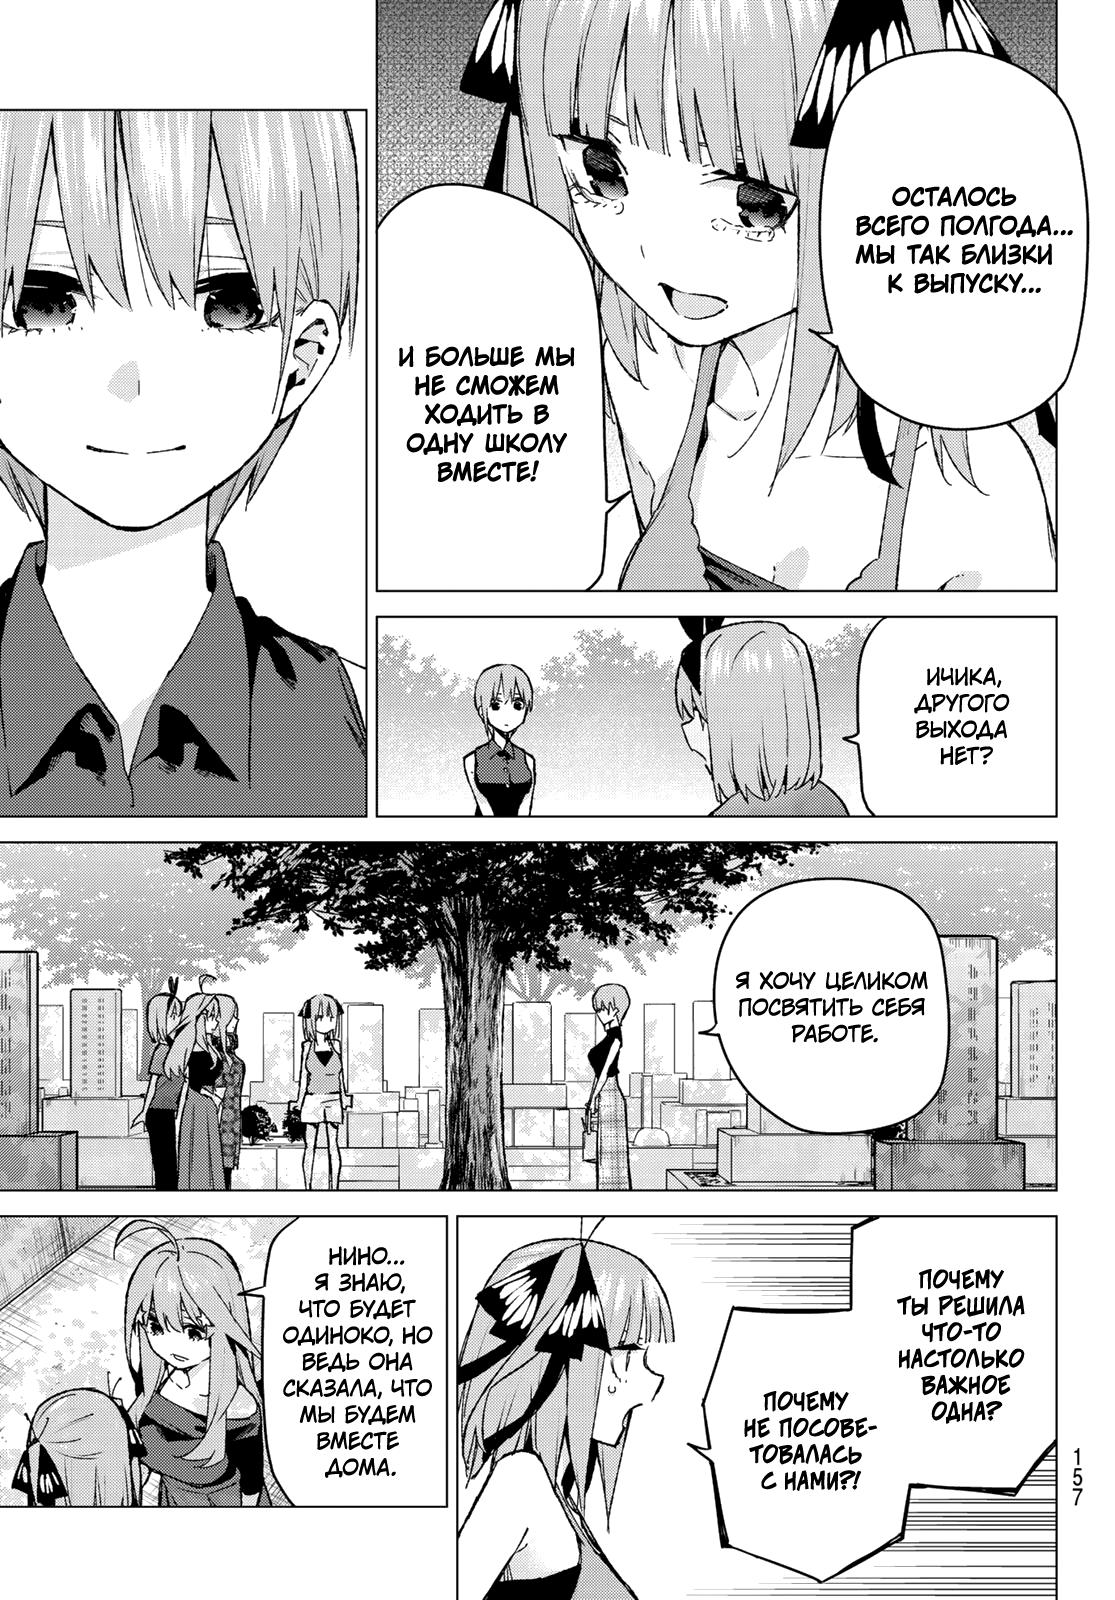 ОСТАЛОСЬ
ВСЕГО ПОЛГОДА...
МЫ ТАК БЛИЗКИ
К ВЫПУСКУ...
И БОЛЬШЕ МЫ
НЕ СМОЖЕМ
ХОДИТЬ В
ОДНУ ШКОЛУ
ВМЕСТЕ!
ИЧИКА,
ДРУГОГО
ВЫХОДА
НЕТ?
Я ХОЧУ ЦЕЛИКОМ
ПОСВЯТИТЬ СЕБЯ
РАБОТЕ.
ПОЧЕМУ
ТЫ РЕШИЛА
ЧТО-ТО
НАСТОЛЬКО
ВАЖНОЕ
ОДНА?
ПОЧЕМУ
НЕ ПОСОВЕ-
ТОВАЛАСЬ
С НАМИ?!
НИНО...
Я ЗНАЮ,
ЧТО БУДЕТ
ОДИНОКО, НО
ВЕДЬ ОНА
СКАЗАЛА, ЧТО
МЫ БУДЕМ
ВМЕСТЕ
ДОМА.
157